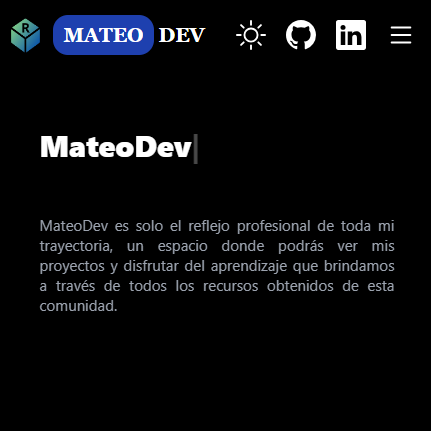 R
MATEO DEV
in
MateoDev
MateoDev es solo el reflejo profesional de toda mi
trayectoria, un espacio donde podrás ver mis
proyectos y disfrutar del aprendizaje que brindamos
a través de todos los recursos obtenidos de esta
comunidad.